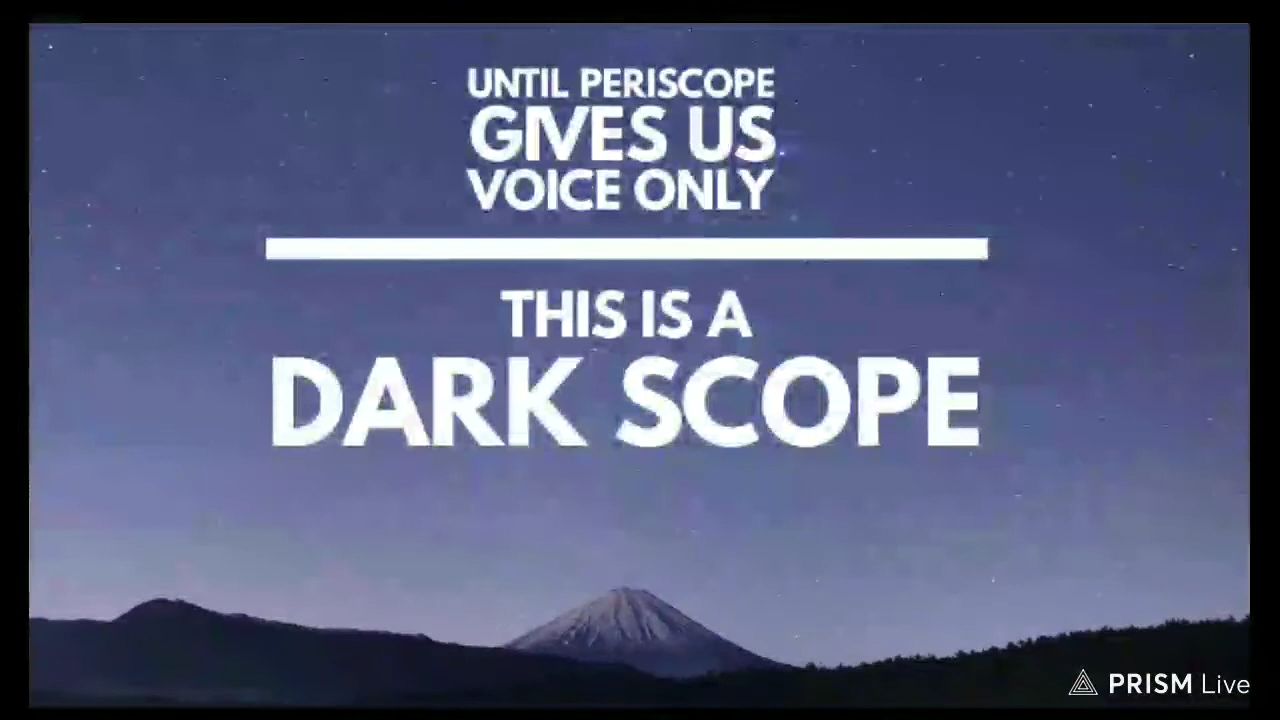 UNTIL PERISCOPE
GIVES US
VOICE ONLY
THIS IS A
DARK SCOPE
PRISM Live